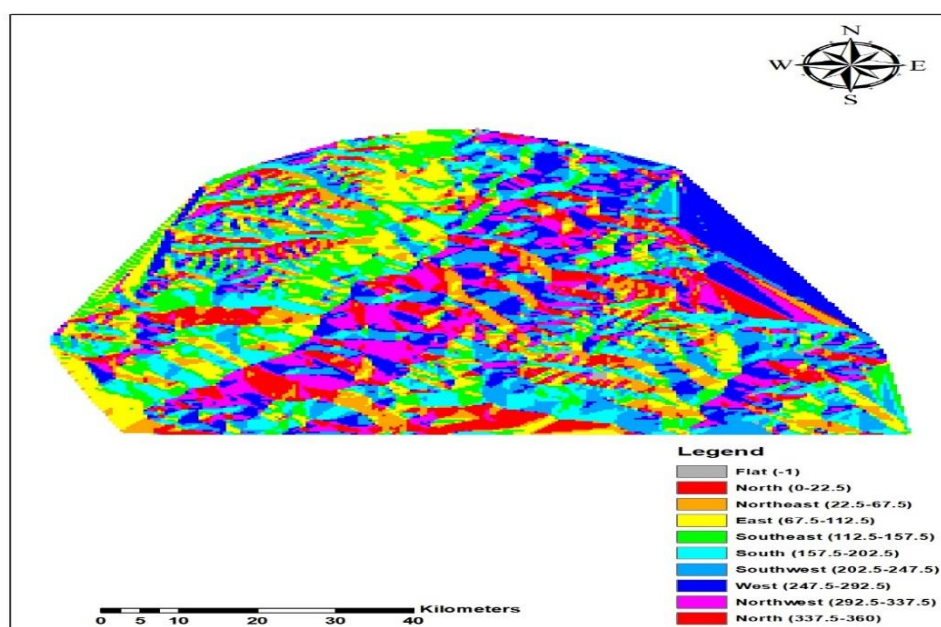 N
W E
S
Legend
Flat (-1)
North (0-22.5)
Northeast (22.5-67.5)
East (67.5-112.5)
Southeast (112.5-157.5)
South (157.5-202.5)
Southwest (202.5-247.5)
West (247.5-292.5)
Northwest (292.5-337.5)
North (337.5-360)
Kilometers
0 5 10 20 30 40